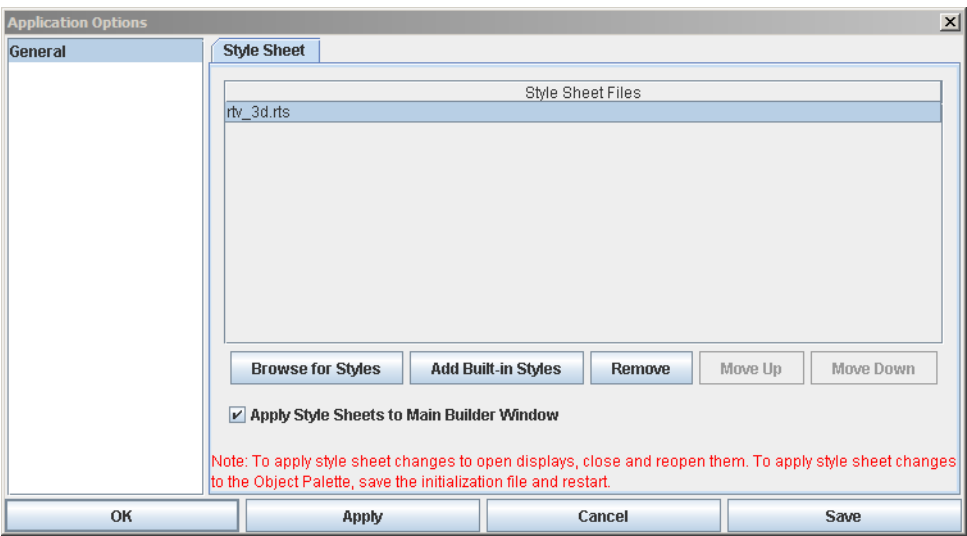 Application Options
General
Style Sheet
Style Sheet Files
rtv_3d.rts
Browse for Styles
Add Built-in Styles
Remove
Move Up
Move Down
Apply Style Sheets to Main Builder Window
Note: To apply style sheet changes to open displays, close and reopen them. To apply style sheet changes
to the Object Palette, save the initialization file and restart.
OK
Apply
Cancel
Save